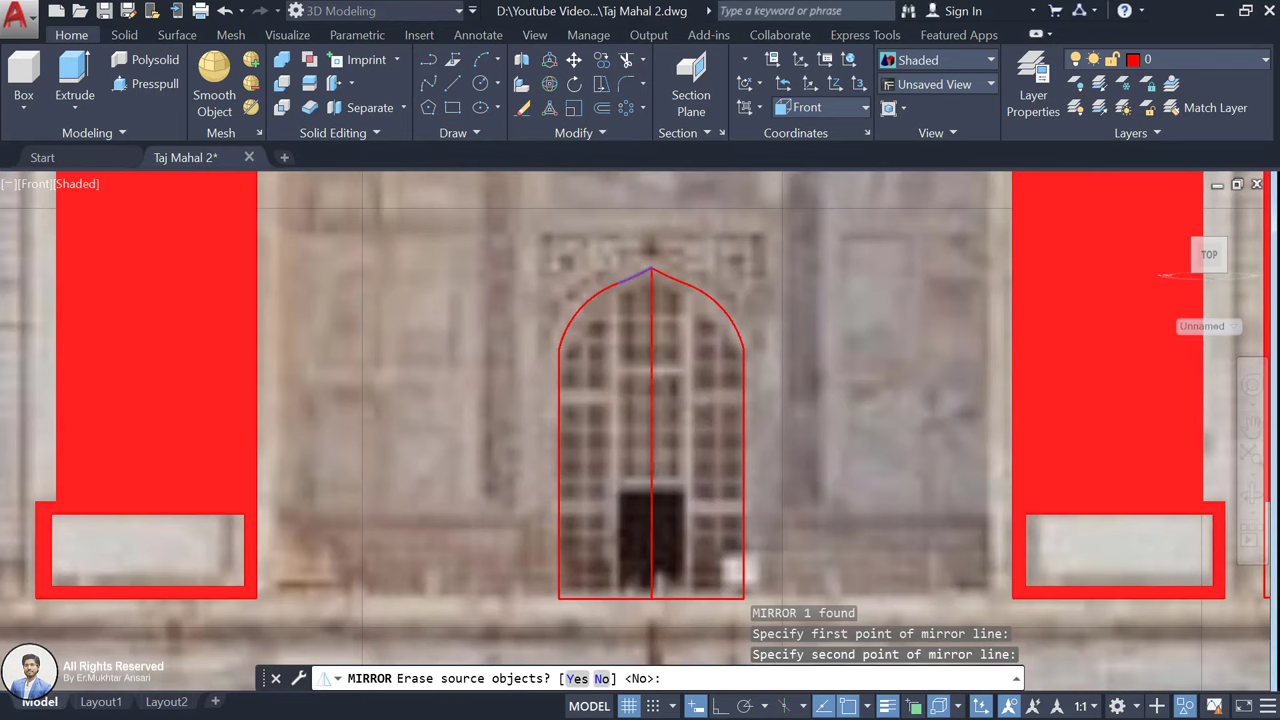 3D Modeling D:\Youtube Video...\Taj Mahal 2.dwg Type a keyword or phrase Sign In
Home Solid Surface Mesh Visualize Parametric Insert Annotate View Manage Output Add-ins Collaborate Express Tools Featured Apps
Box Extrude Polysolid Presspull Smooth Object Imprint Separate Section Plane Front Shaded Unsaved View Layer Properties 0 Match Layer
Modeling Mesh Solid Editing Draw Modify Section Coordinates View Layers
Start Taj Mahal 2*
[−][Front][Shaded]
TOP
Unnamed
MIRROR 1 found
Specify first point of mirror line:
Specify second point of mirror line:
All Rights Reserved
By Er.Mukhtar Ansari
MIRROR Erase source objects? [Yes No] <No>:
Model Layout1 Layout2 MODEL 1:1